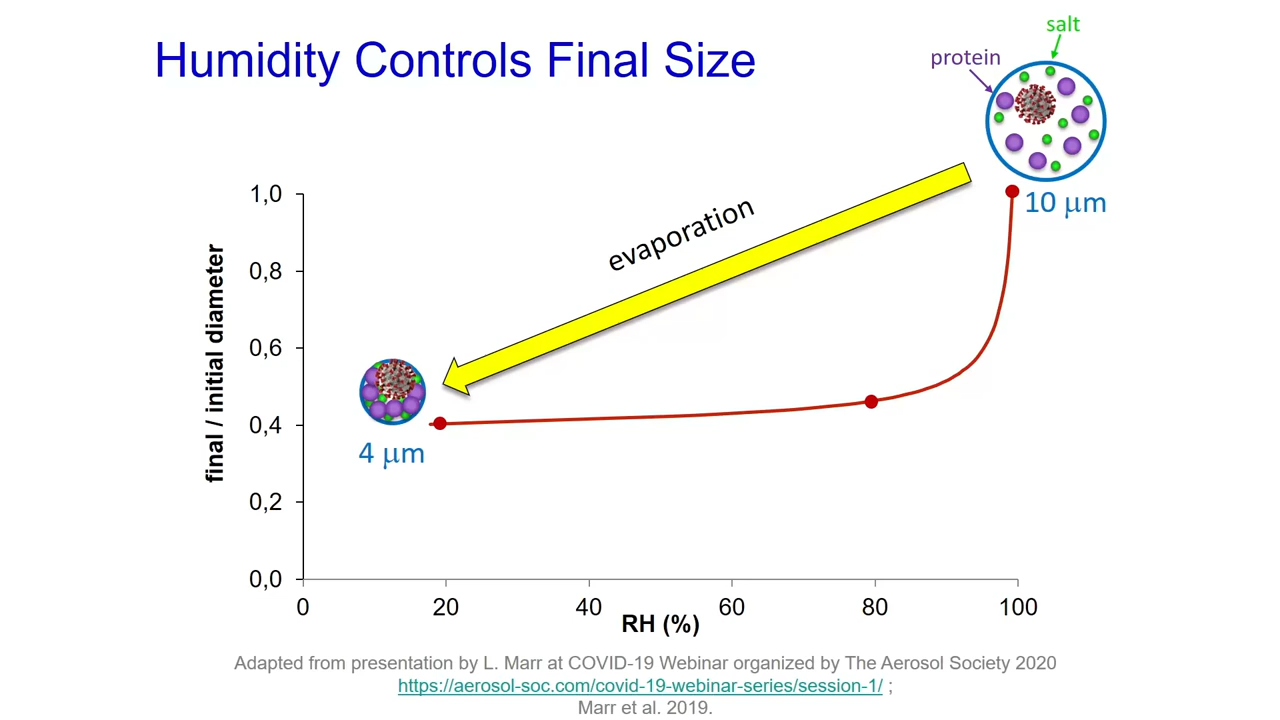 Humidity Controls Final Size
salt
protein
10 μm
evaporation
1,0
0,8
0,6
0,4
0,2
0,0
final / initial diameter
4 μm
0
20
40
60
80
100
RH (%)
Adapted from presentation by L. Marr at COVID-19 Webinar organized by The Aerosol Society 2020
https://aerosol-soc.com/covid-19-webinar-series/session-1/ ;
Marr et al. 2019.